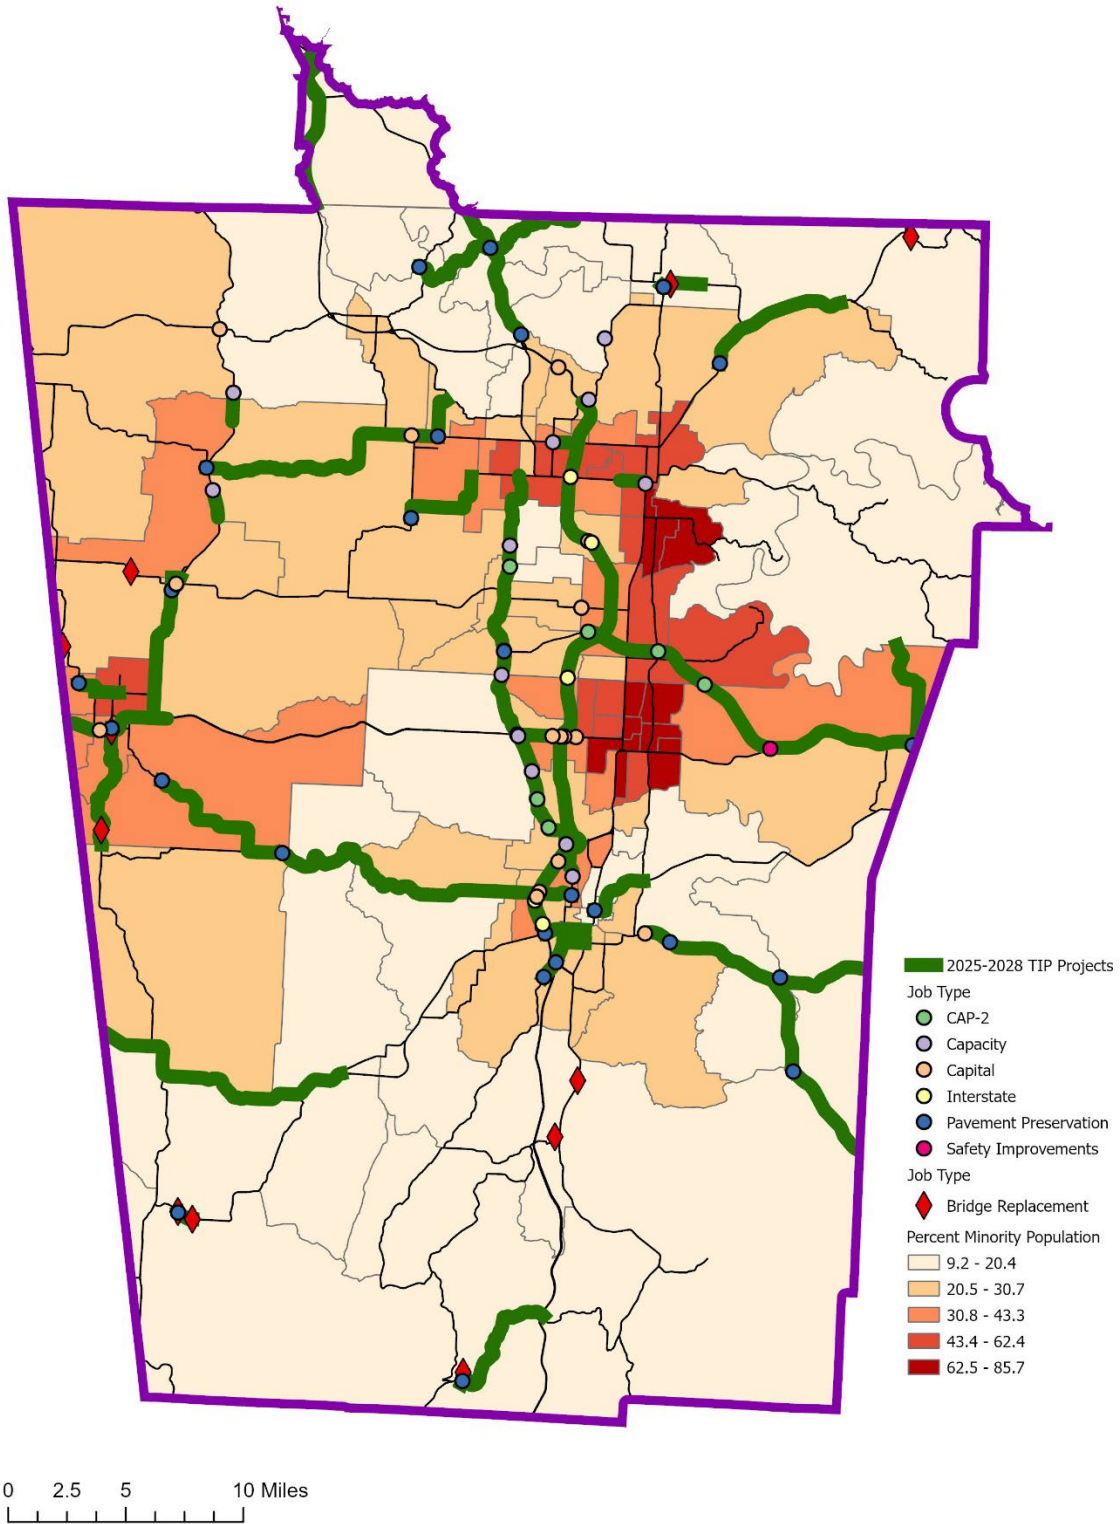 2025-2028 TIP Projects
Job Type
CAP-2
Capacity
Capital
Interstate
Pavement Preservation
Safety Improvements
Job Type
Bridge Replacement
Percent Minority Population
9.2 - 20.4
20.5 - 30.7
30.8 - 43.3
43.4 - 62.4
62.5 - 85.7
0 2.5 5 10 Miles